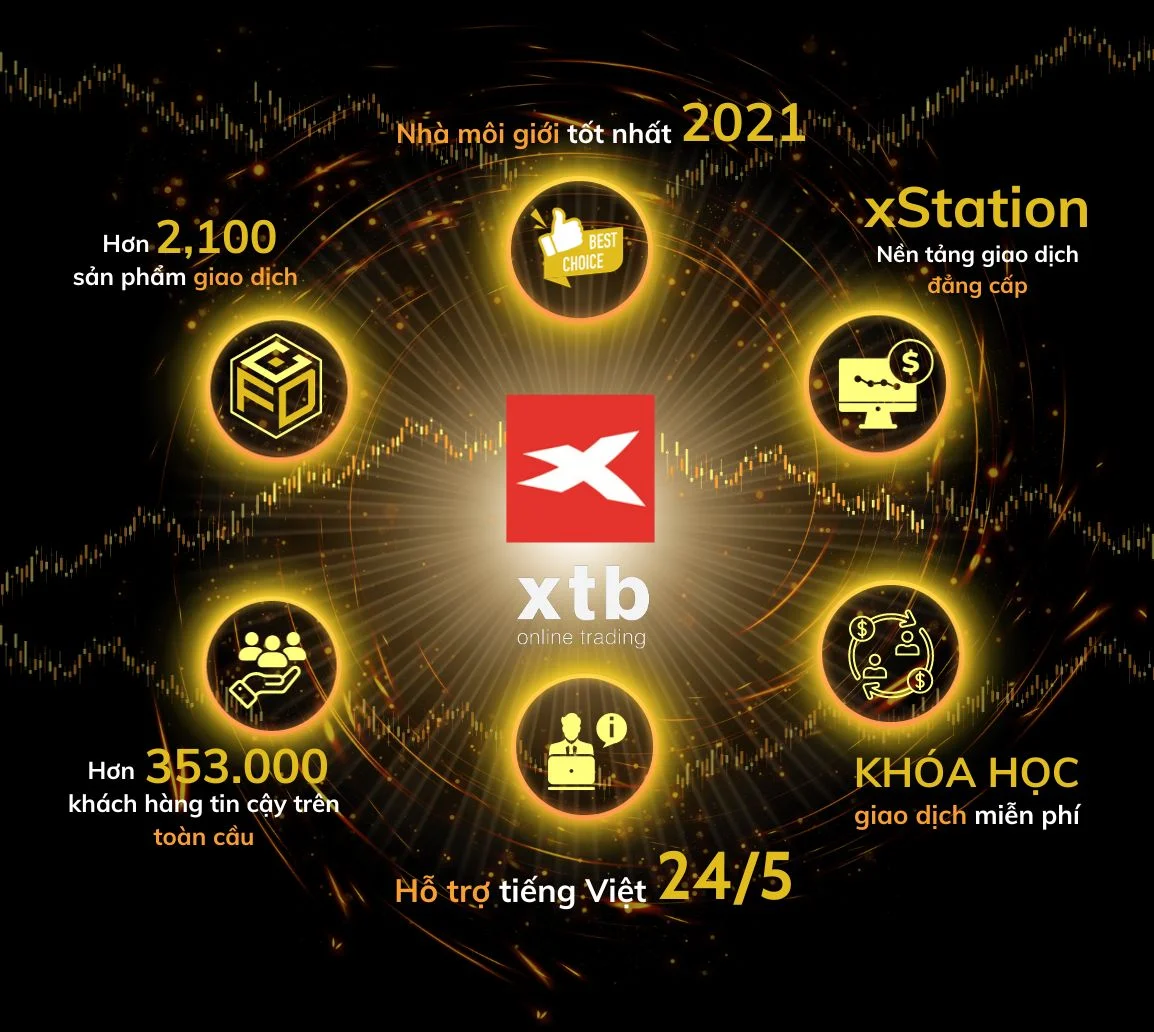 Nhà môi giới tốt nhất 2021
xStation
Nền tảng giao dịch
đẳng cấp
Hơn 2,100
sản phẩm giao dịch
BEST
CHOICE
$
CFD
xtb
online trading
$
$
i
Hơn 353.000
khách hàng tin cậy trên
toàn cầu
KHÓA HỌC
giao dịch miễn phí
Hỗ trợ tiếng Việt 24/5